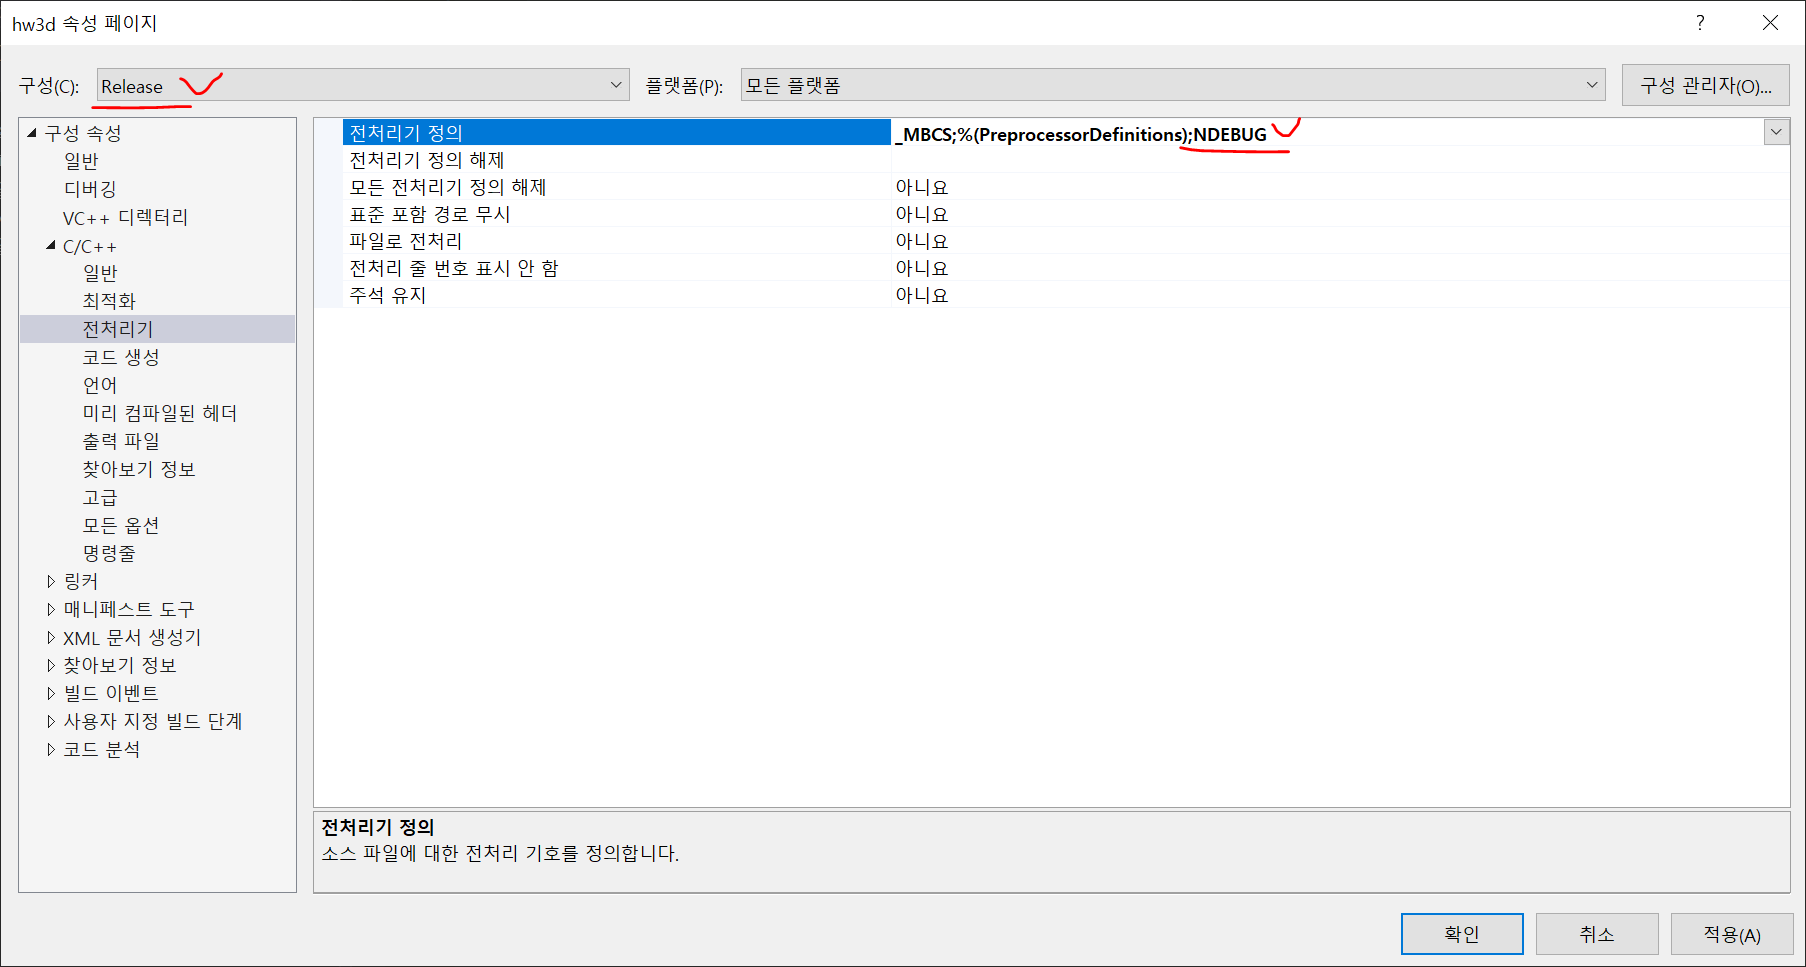 hw3d 속성 페이지
?
구성(C): Release 플랫폼(P): 모든 플랫폼 구성 관리자(O)...
구성 속성
일반
디버깅
VC++ 디렉터리
C/C++
일반
최적화
전처리기
코드 생성
언어
미리 컴파일된 헤더
출력 파일
찾아보기 정보
고급
모든 옵션
명령줄
링커
매니페스트 도구
XML 문서 생성기
찾아보기 정보
빌드 이벤트
사용자 지정 빌드 단계
코드 분석
전처리기 정의 _MBCS;%(PreprocessorDefinitions);NDEBUG
전처리기 정의 해제
모든 전처리기 정의 해제 아니요
표준 포함 경로 무시 아니요
파일로 전처리 아니요
전처리 줄 번호 표시 안 함 아니요
주석 유지 아니요
전처리기 정의
소스 파일에 대한 전처리 기호를 정의합니다.
확인 취소 적용(A)